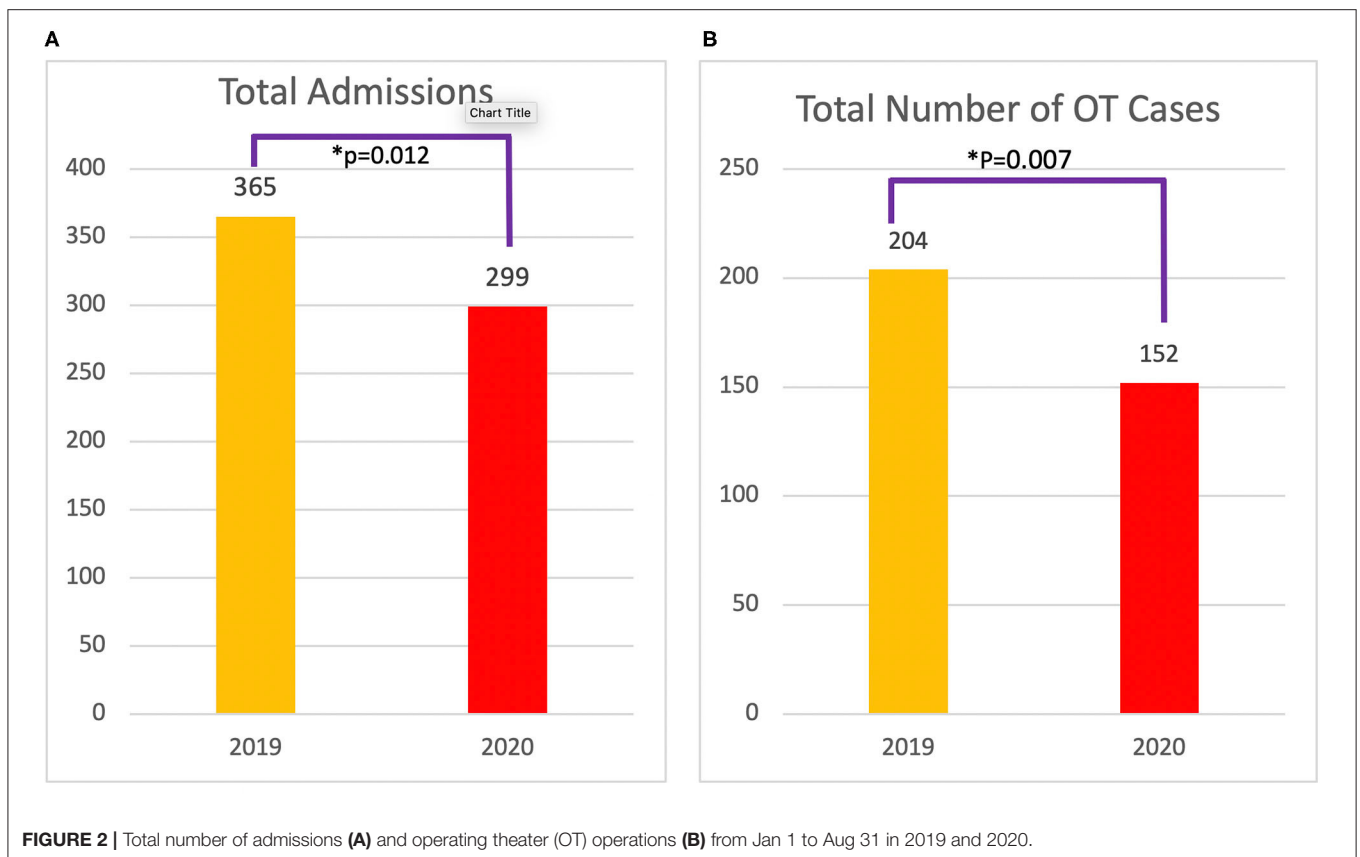 A
Total Admissions
Chart Title
*p=0.012
400
365
350
299
300
250
200
150
100
50
0
2019 2020
B
Total Number of OT Cases
*P=0.007
250
204
200
152
150
100
50
0
2019 2020
FIGURE 2 | Total number of admissions (A) and operating theater (OT) operations (B) from Jan 1 to Aug 31 in 2019 and 2020.